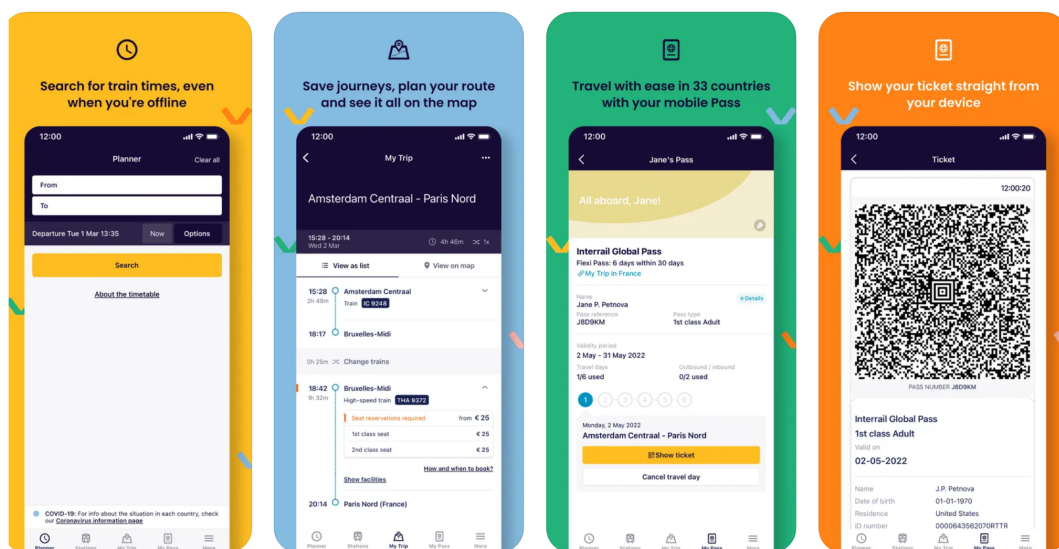 Search for train times, even
when you're offline
12:00
Planner
Clear all
From
To
Departure Tue 1 Mar 13:35
Now
Options
Search
About the timetable
COVID-19: For info about the situation in each country, check
our Coronavirus information page
Planner
Stations
My Trip
My Pass
More
Save journeys, plan your route
and see it all on the map
12:00
My Trip
Amsterdam Centraal - Paris Nord
15:28 - 20:14
Wed 2 Mar
4h 46m
1x
View as list
View on map
15:28
Amsterdam Centraal
2h 49m
Train IC 9248
18:17
Bruxelles-Midi
0h 25m
Change trains
18:42
Bruxelles-Midi
1h 32m
High-speed train THA 9372
Seat reservations required
from € 25
1st class seat
€ 25
2nd class seat
€ 25
How and when to book?
Show facilities
20:14
Paris Nord (France)
Planner
Stations
My Trip
My Pass
More
Travel with ease in 33 countries
with your mobile Pass
12:00
Jane's Pass
All aboard, Jane!
Interrail Global Pass
Flexi Pass: 6 days within 30 days
My Trip in France
Name
+ Details
Jane P. Petnova
Pass reference
Pass type
J8D9KM
1st class Adult
Validity period
2 May - 31 May 2022
Travel days
Outbound / inbound
1/6 used
0/2 used
1 2 3 4 5 6
Monday, 2 May 2022
Amsterdam Centraal - Paris Nord
Show ticket
Cancel travel day
Planner
Stations
My Trip
My Pass
More
Show your ticket straight from
your device
12:00
Ticket
12:00:20
PASS NUMBER J8D9KM
Interrail Global Pass
1st class Adult
Valid on
02-05-2022
Name
J.P. Petnova
Date of birth
01-01-1970
Residence
United States
ID number
0000643562070RTTR
Planner
Stations
My Trip
My Pass
More